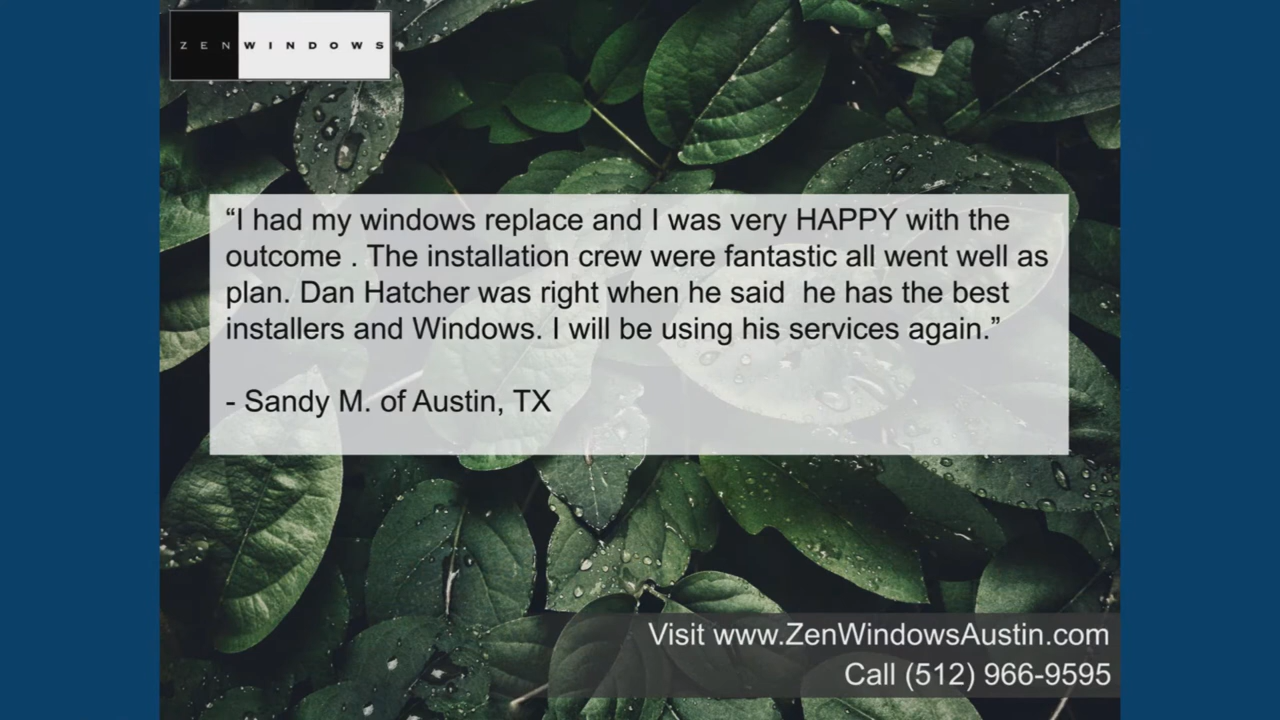 ZENWINDOWS
“I had my windows replace and I was very HAPPY with the
outcome . The installation crew were fantastic all went well as
plan. Dan Hatcher was right when he said  he has the best
installers and Windows. I will be using his services again.”
- Sandy M. of Austin, TX
Visit www.ZenWindowsAustin.com
Call (512) 966-9595